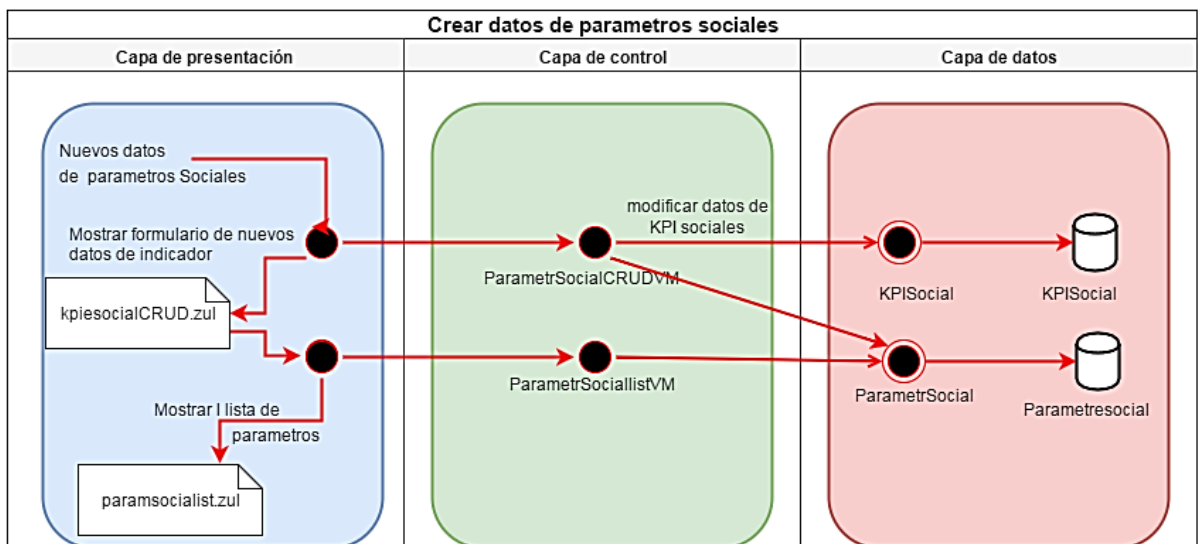 Crear datos de parametros sociales
Capa de presentación
Capa de control
Capa de datos
Nuevos datos
de parametros Sociales
Mostrar formulario de nuevos
datos de indicador
kpiesocialCRUD.zul
Mostrar l lista de
parametros
paramsocialist.zul
ParametrSocialCRUDVM
modificar datos de
KPI sociales
ParametrSociallistVM
KPISocial
KPISocial
ParametrSocial
Parametresocial